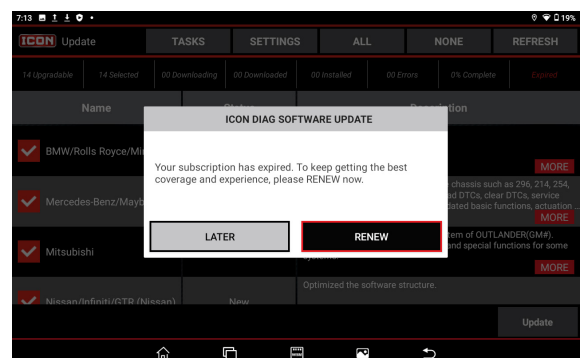 7:13
19%
ICON Update TASKS SETTINGS ALL NONE REFRESH
14 Upgradable 14 Selected 00 Downloading 00 Downloaded 00 Installed 00 Errors 0% Complete Expired
Name Status Description
ICON DIAG SOFTWARE UPDATE
BMW/Rolls Royce/Mi
Your subscription has expired. To keep getting the best
coverage and experience, please RENEW now.
MORE
chassis such as 296, 214, 254,
ad DTCs, clear DTCs, service
Mercedes-Benz/Mayb
dated basic functions, actuation ..
MORE
LATER RENEW
tem of OUTLANDER(GM#).
Mitsubishi
and special functions for some
MORE
Optimized the software structure.
Nissan/Infiniti/GTR (Nissan) New
Update